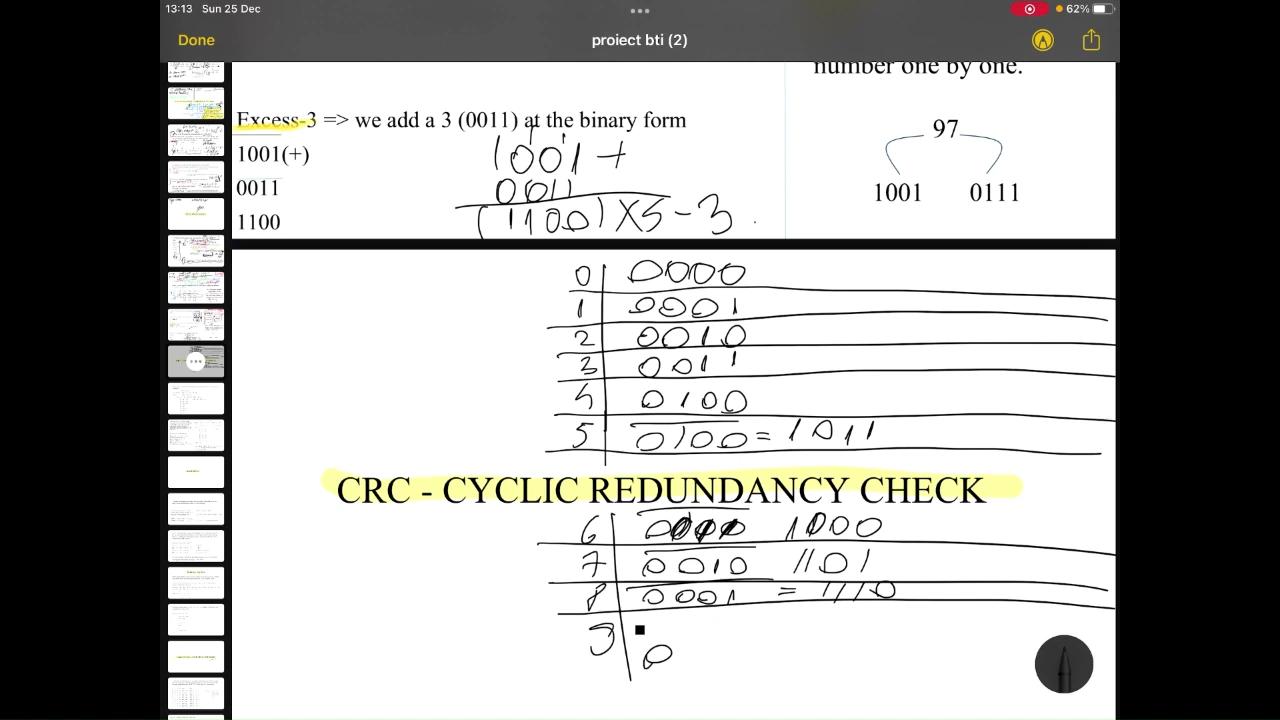 13:13 Sun 25 Dec
62%
Done
proiect bti (2)
number one by one.
Excess-3 => we add a 3 (0011) at the binary form
1001(+)
0011
1100
1001 +
0011
(1100) X3 - 3
97
1001 0111
0 0000
1 0001
2 0010
3 0011
4 0100
5 0100 = 1011
CRC - CYCLIC REDUNDANCY CHECK
6 1000
7 0010 1101
8 0001 = 1110
9 0